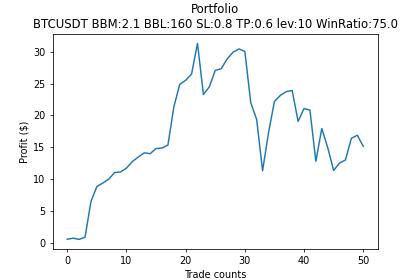 Portfolio
BTCUSDT BBM:2.1 BBL:160 SL:0.8 TP:0.6 lev:10 WinRatio:75.0
Profit ($)
30
25
20
15
10
5
0
0 10 20 30 40 50
Trade counts